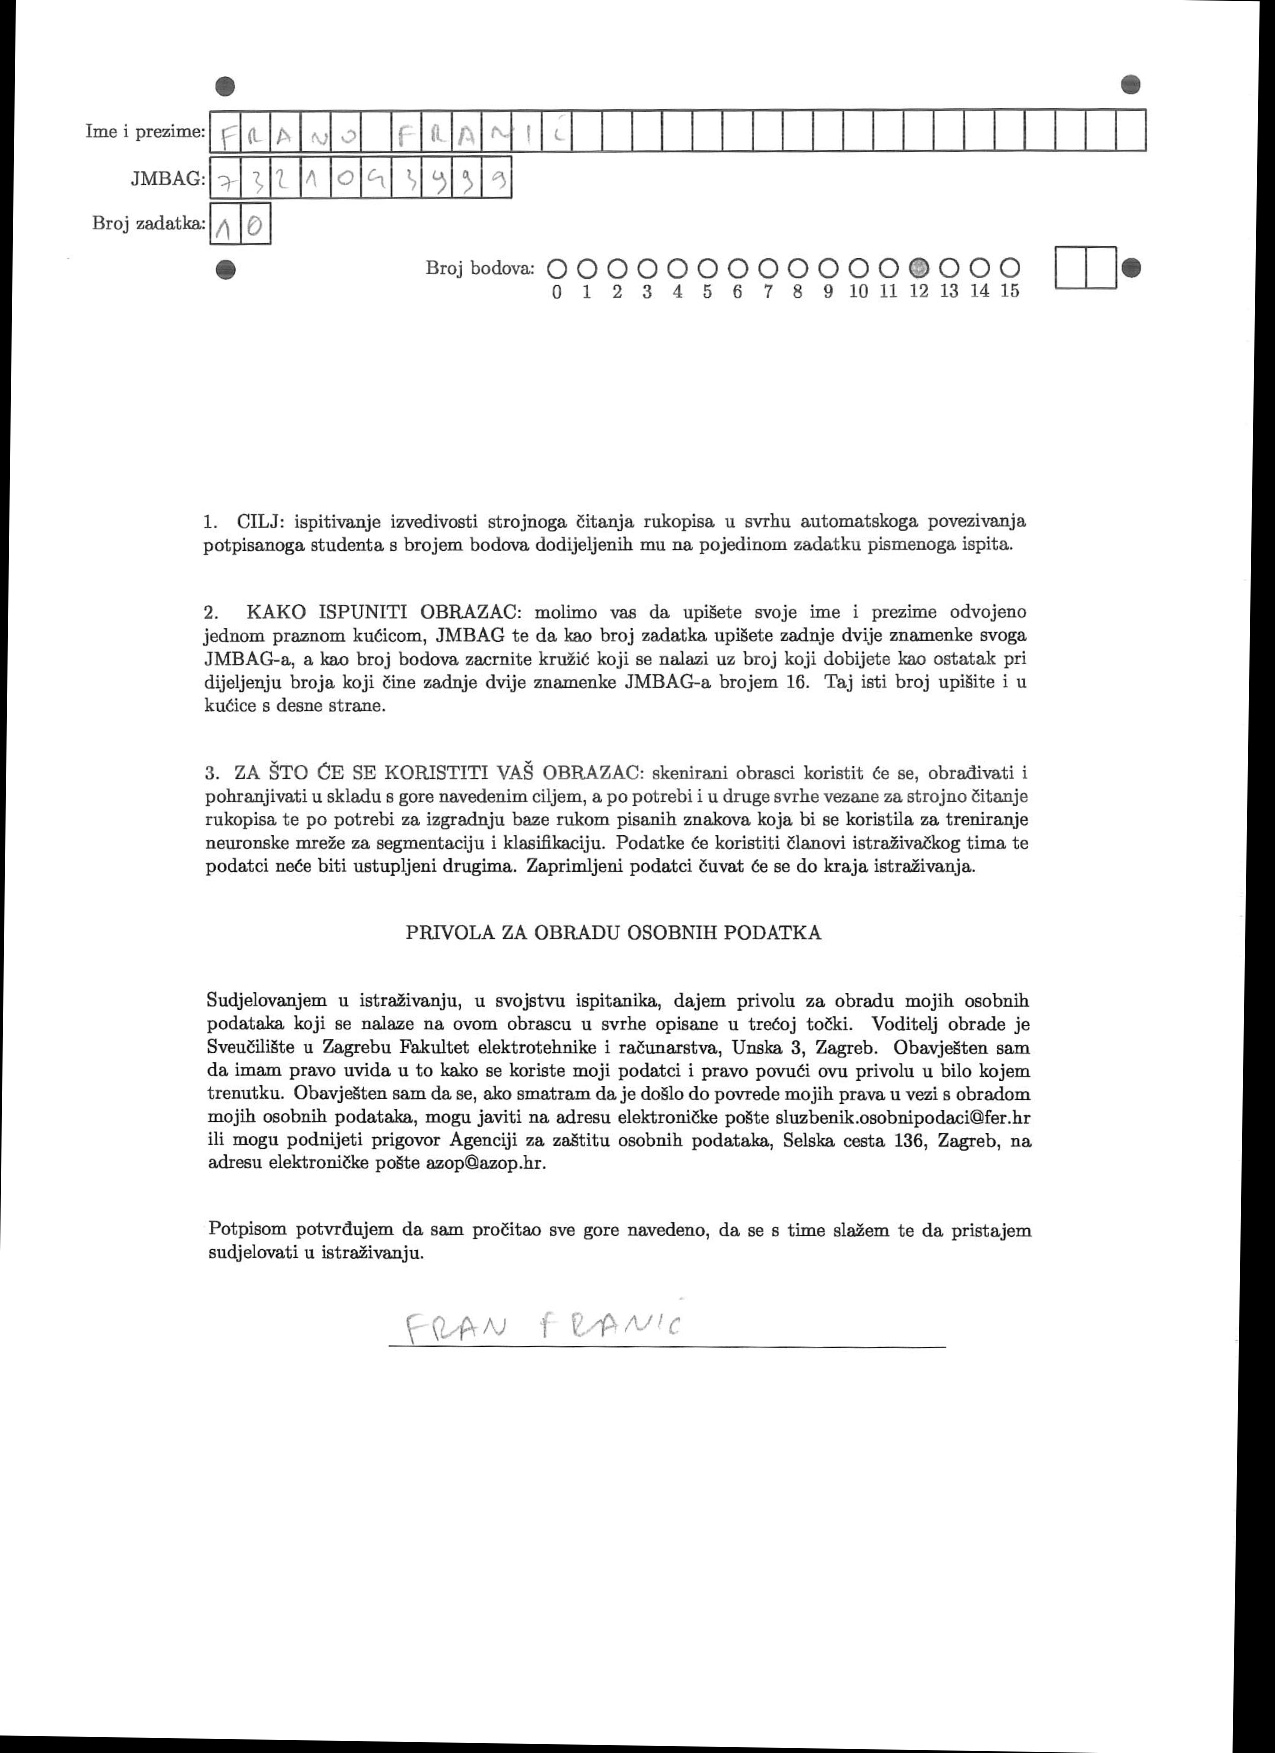 Ime i prezime: FRANO FRANIĆ
JMBAG: 7321093999
Broj zadatka: 10
Broj bodova:
0 1 2 3 4 5 6 7 8 9 10 11 12 13 14 15
1. CILJ: ispitivanje izvedivosti strojnoga čitanja rukopisa u svrhu automatskoga povezivanja
potpisanoga studenta s brojem bodova dodijeljenih mu na pojedinom zadatku pismenoga ispita.
2. KAKO ISPUNITI OBRAZAC: molimo vas da upišete svoje ime i prezime odvojeno
jednom praznom kućicom, JMBAG te da kao broj zadatka upišete zadnje dvije znamenke svoga
JMBAG-a, a kao broj bodova zacrnite kružić koji se nalazi uz broj koji dobijete kao ostatak pri
dijeljenju broja koji čine zadnje dvije znamenke JMBAG-a brojem 16. Taj isti broj upišite i u
kućice s desne strane.
3. ZA ŠTO ĆE SE KORISTITI VAŠ OBRAZAC: skenirani obrasci koristit će se, obrađivati i
pohranjivati u skladu s gore navedenim ciljem, a po potrebi i u druge svrhe vezane za strojno čitanje
rukopisa te po potrebi za izgradnju baze rukom pisanih znakova koja bi se koristila za treniranje
neuronske mreže za segmentaciju i klasifikaciju. Podatke će koristiti članovi istraživačkog tima te
podatci neće biti ustupljeni drugima. Zaprimljeni podatci čuvat će se do kraja istraživanja.
PRIVOLA ZA OBRADU OSOBNIH PODATKA
Sudjelovanjem u istraživanju, u svojstvu ispitanika, dajem privolu za obradu mojih osobnih
podataka koji se nalaze na ovom obrascu u svrhe opisane u trećoj točki. Voditelj obrade je
Sveučilište u Zagrebu Fakultet elektrotehnike i računarstva, Unska 3, Zagreb. Obavješten sam
da imam pravo uvida u to kako se koriste moji podatci i pravo povući ovu privolu u bilo kojem
trenutku. Obavješten sam da se, ako smatram da je došlo do povrede mojih prava u vezi s obradom
mojih osobnih podataka, mogu javiti na adresu elektroničke pošte sluzbenik.osobnipodaci@fer.hr
ili mogu podnijeti prigovor Agenciji za zaštitu osobnih podataka, Selska cesta 136, Zagreb, na
adresu elektroničke pošte azop@azop.hr.
Potpisom potvrđujem da sam pročitao sve gore navedeno, da se s time slažem te da pristajem
sudjelovati u istraživanju.
FRAN FRANIĆ